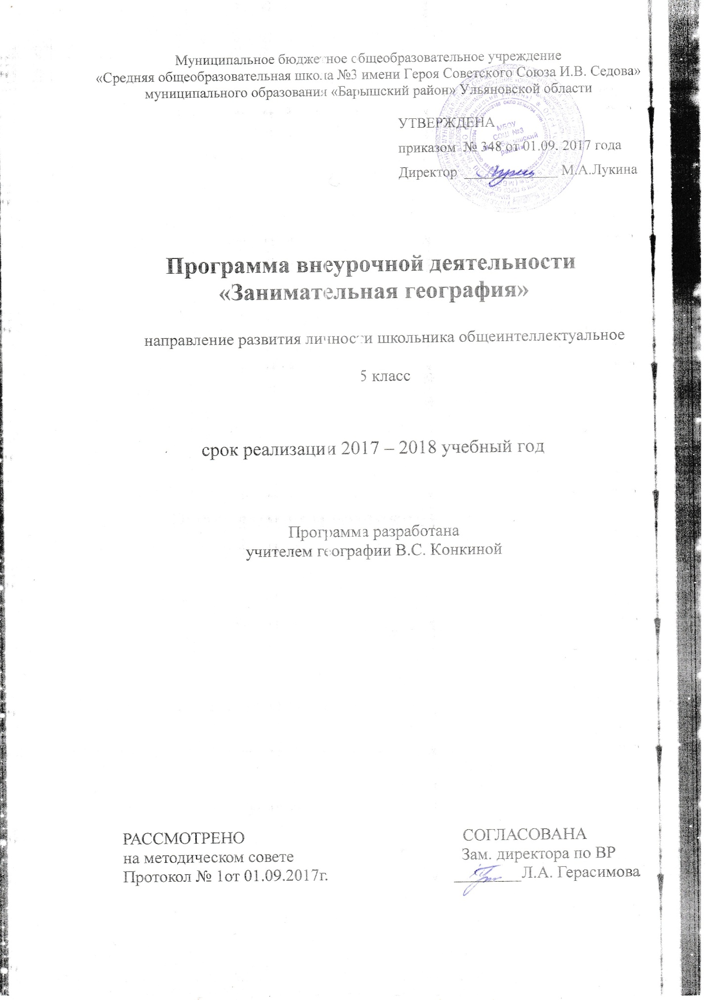 Муниципальное бюджетное общеобразовательное учреждение
«Средняя общеобразовательная школа №3 имени Героя Советского Союза И.В. Седова»
муниципального образования «Барышский район» Ульяновской области
УТВЕРЖДЕНА
приказом № 348 от 01.09. 2017 года
Директор ______________ М.А.Лукина
МБОУ
СОШ №3
район»
Программа внеурочной деятельности
«Занимательная география»
направление развития личности школьника общеинтеллектуальное
5 класс
срок реализации 2017 – 2018 учебный год
Программа разработана
учителем географии В.С. Конкиной
РАССМОТРЕНО
на методическом совете
Протокол № 1от 01.09.2017г.
СОГЛАСОВАНА
Зам. директора по ВР
_________Л.А. Герасимова